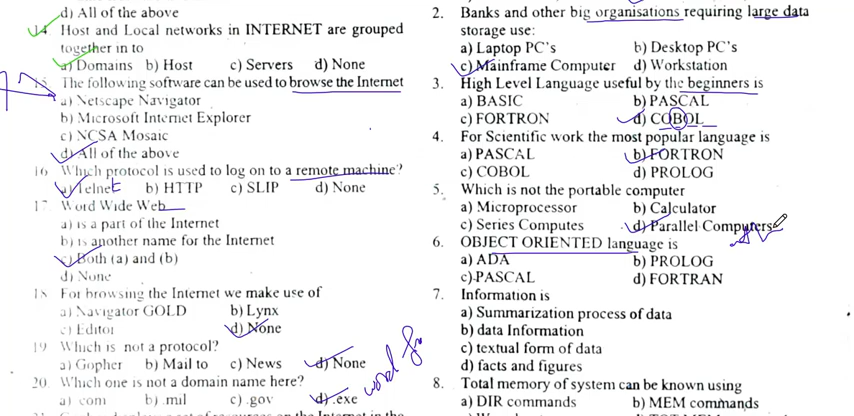 d) All of the above
14. Host and Local networks in INTERNET are grouped
together in to
a) Domains b) Host c) Servers d) None
15. The following software can be used to browse the Internet
a) Netscape Navigator
b) Microsoft Internet Explorer
c) NCSA Mosaic
d) All of the above
16. Which protocol is used to log on to a remote machine?
a) Telnet b) HTTP c) SLIP d) None
17. Word Wide Web
a) is a part of the Internet
b) is another name for the Internet
c) Both (a) and (b)
d) None
18. For browsing the Internet we make use of
a) Navigator GOLD b) Lynx
c) Editor d) None
19. Which is not a protocol?
a) Gopher b) Mail to c) News d) None
20. Which one is not a domain name here?
a) .com b) .mil c) .gov d) .exe
word
2. Banks and other big organisations requiring large data
storage use:
a) Laptop PC's b) Desktop PC's
c) Mainframe Computer d) Workstation
3. High Level Language useful by the beginners is
a) BASIC b) PASCAL
c) FORTRON d) COBOL
4. For Scientific work the most popular language is
a) PASCAL b) FORTRON
c) COBOL d) PROLOG
5. Which is not the portable computer
a) Microprocessor b) Calculator
c) Series Computes d) Parallel Computers
6. OBJECT ORIENTED language is
a) ADA b) PROLOG
c) PASCAL d) FORTRAN
7. Information is
a) Summarization process of data
b) data Information
c) textual form of data
d) facts and figures
8. Total memory of system can be known using
a) DIR commands b) MEM commands